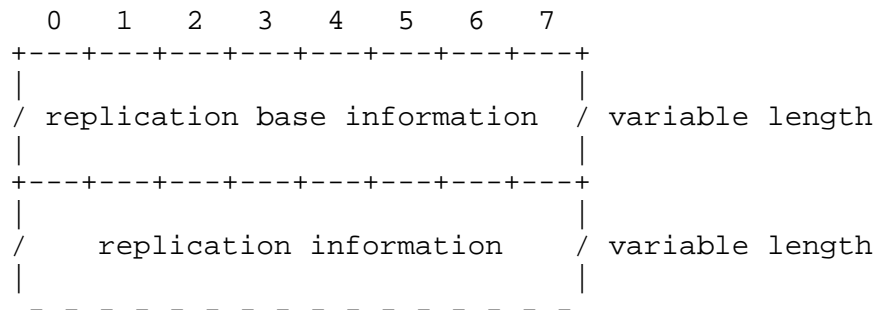 0 1 2 3 4 5 6 7
+---+---+---+---+---+---+---+---+
| |
/ replication base information / variable length
| |
+---+---+---+---+---+---+---+---+
| |
/ replication information / variable length
| |
- - - - - - - - - - - - - - - -